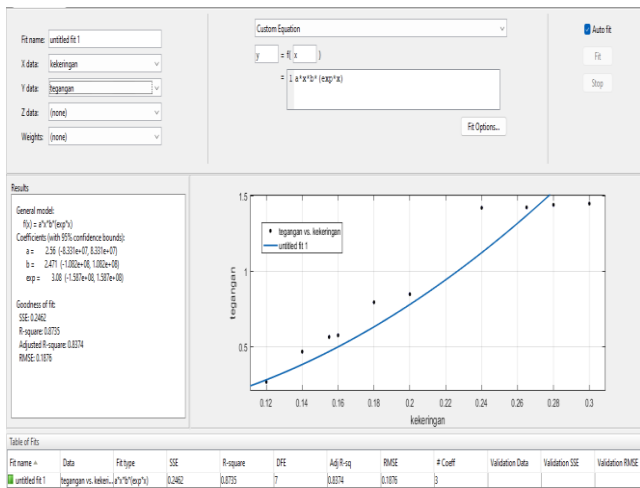 Fit name: untitled fit 1
X data: kekeringan
Y data: tegangan
Z data: (none)
Weights: (none)
Custom Equation
y = f( x )
= 1 a*x*b*(exp*x)
Fit Options...
Auto fit
Fit
Stop
Results
General model:
f(x) = a*x*b*(exp*x)
Coefficients (with 95% confidence bounds):
a = 2.56 (-8.331e+07, 8.331e+07)
b = 2.471 (-1.082e+08, 1.082e+08)
exp = 3.08 (-1.587e+08, 1.587e+08)
Goodness of fit:
SSE: 0.2462
R-square: 0.8735
Adjusted R-square: 0.8374
RMSE: 0.1876
1.5
1
0.5
tegangan
tegangan vs. kekeringan
untitled fit 1
0.12 0.14 0.16 0.18 0.2 0.22 0.24 0.26 0.28 0.3
kekeringan
Table of Fits
Fit name Data Fit type SSE R-square DFE Adj R-sq RMSE # Coeff Validation Data Validation SSE Validation RMSE
untitled fit 1 tegangan vs. keken... a*x*b*(exp*x) 0.2462 0.8735 7 0.8374 0.1876 3